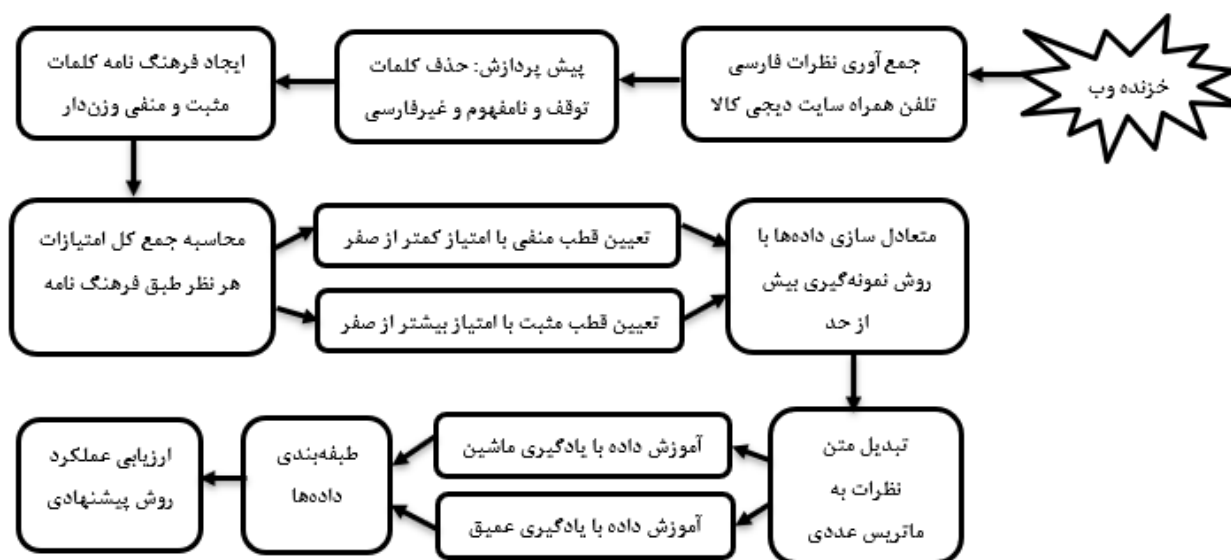 خزنده وب
جمع‌آوری نظرات فارسی
تلفن همراه سایت دیجی کالا
پیش پردازش: حذف کلمات
توقف و نامفهوم و غیرفارسی
ایجاد فرهنگ نامه کلمات
مثبت و منفی وزن‌دار
محاسبه جمع کل امتیازات
هر نظر طبق فرهنگ نامه
تعیین قطب منفی با امتیاز کمتر از صفر
تعیین قطب مثبت با امتیاز بیشتر از صفر
متعادل سازی داده‌ها با
روش نمونه‌گیری بیش
از حد
تبدیل متن
نظرات به
ماتریس عددی
آموزش داده با یادگیری ماشین
آموزش داده با یادگیری عمیق
طبفه‌بندی
داده‌ها
ارزیابی عملکرد
روش پیشنهادی